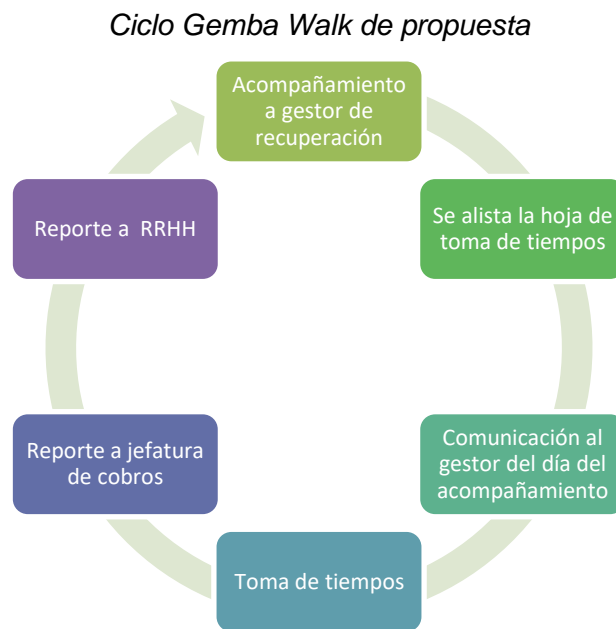 Ciclo Gemba Walk de propuesta
Acompañamiento
a gestor de
recuperación
Se alista la hoja de
toma de tiempos
Comunicación al
gestor del día del
acompañamiento
Toma de tiempos
Reporte a jefatura
de cobros
Reporte a  RRHH